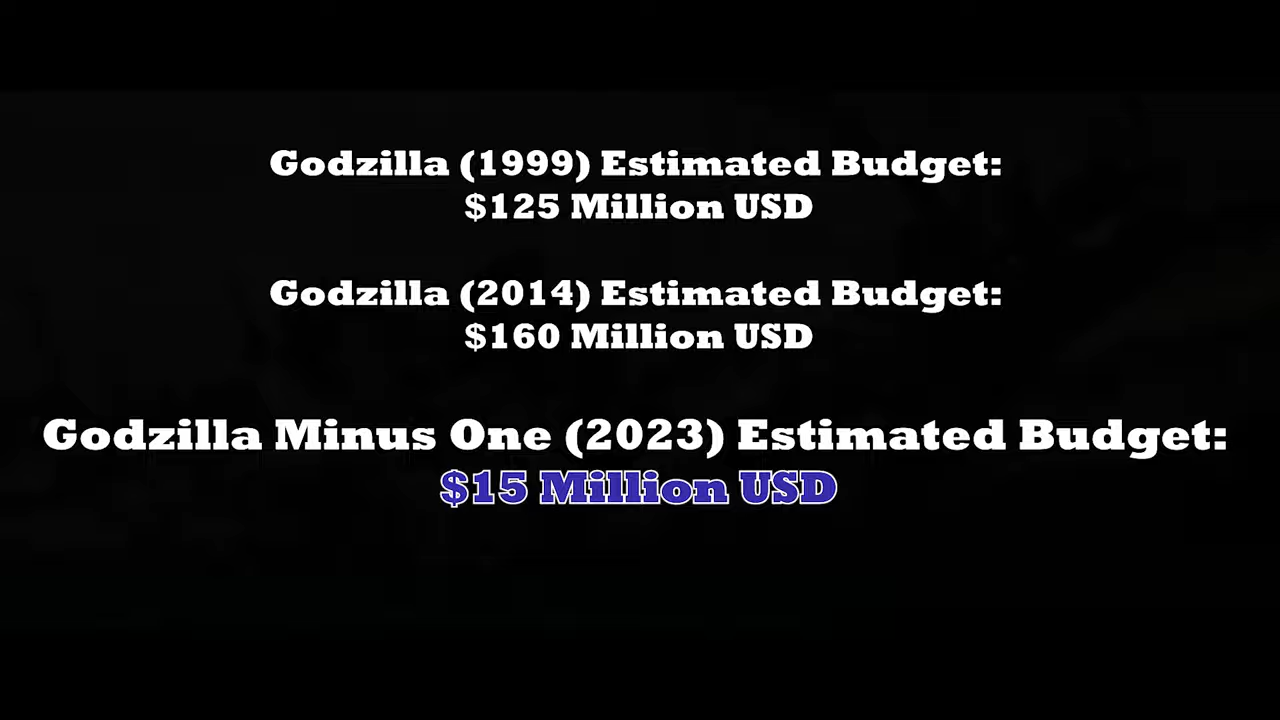 Godzilla (1999) Estimated Budget:
$125 Million USD
Godzilla (2014) Estimated Budget:
$160 Million USD
Godzilla Minus One (2023) Estimated Budget:
$15 Million USD